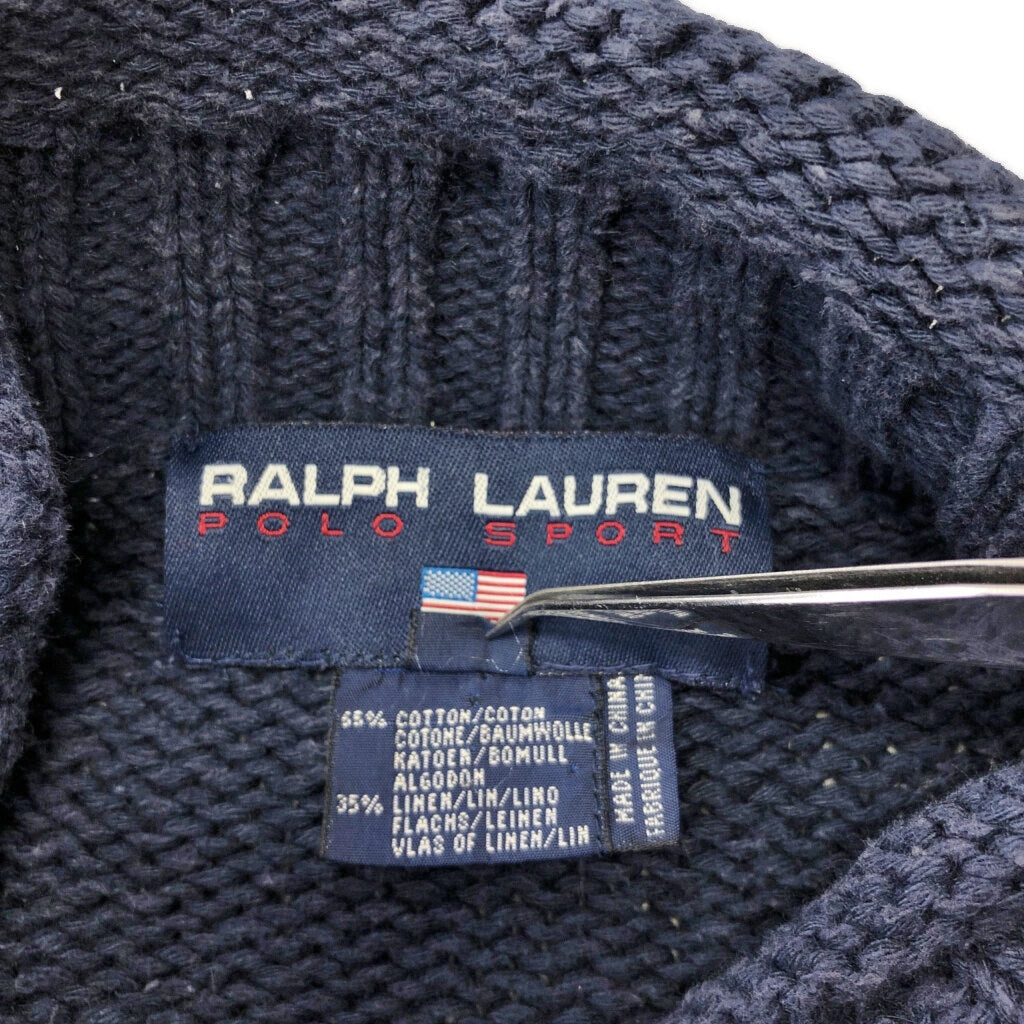 RALPH LAUREN
POLO SPORT
65% COTTON/COTON
COTONE/BAUMWOLLE
KATOEN/BOMULL
ALGODON
35% LINEN/LIN/LINO
FLACHS/LEINEN
VLAS OF LINEN/LIN
MADE IN CHINA
FABRIQUE IN CHIN